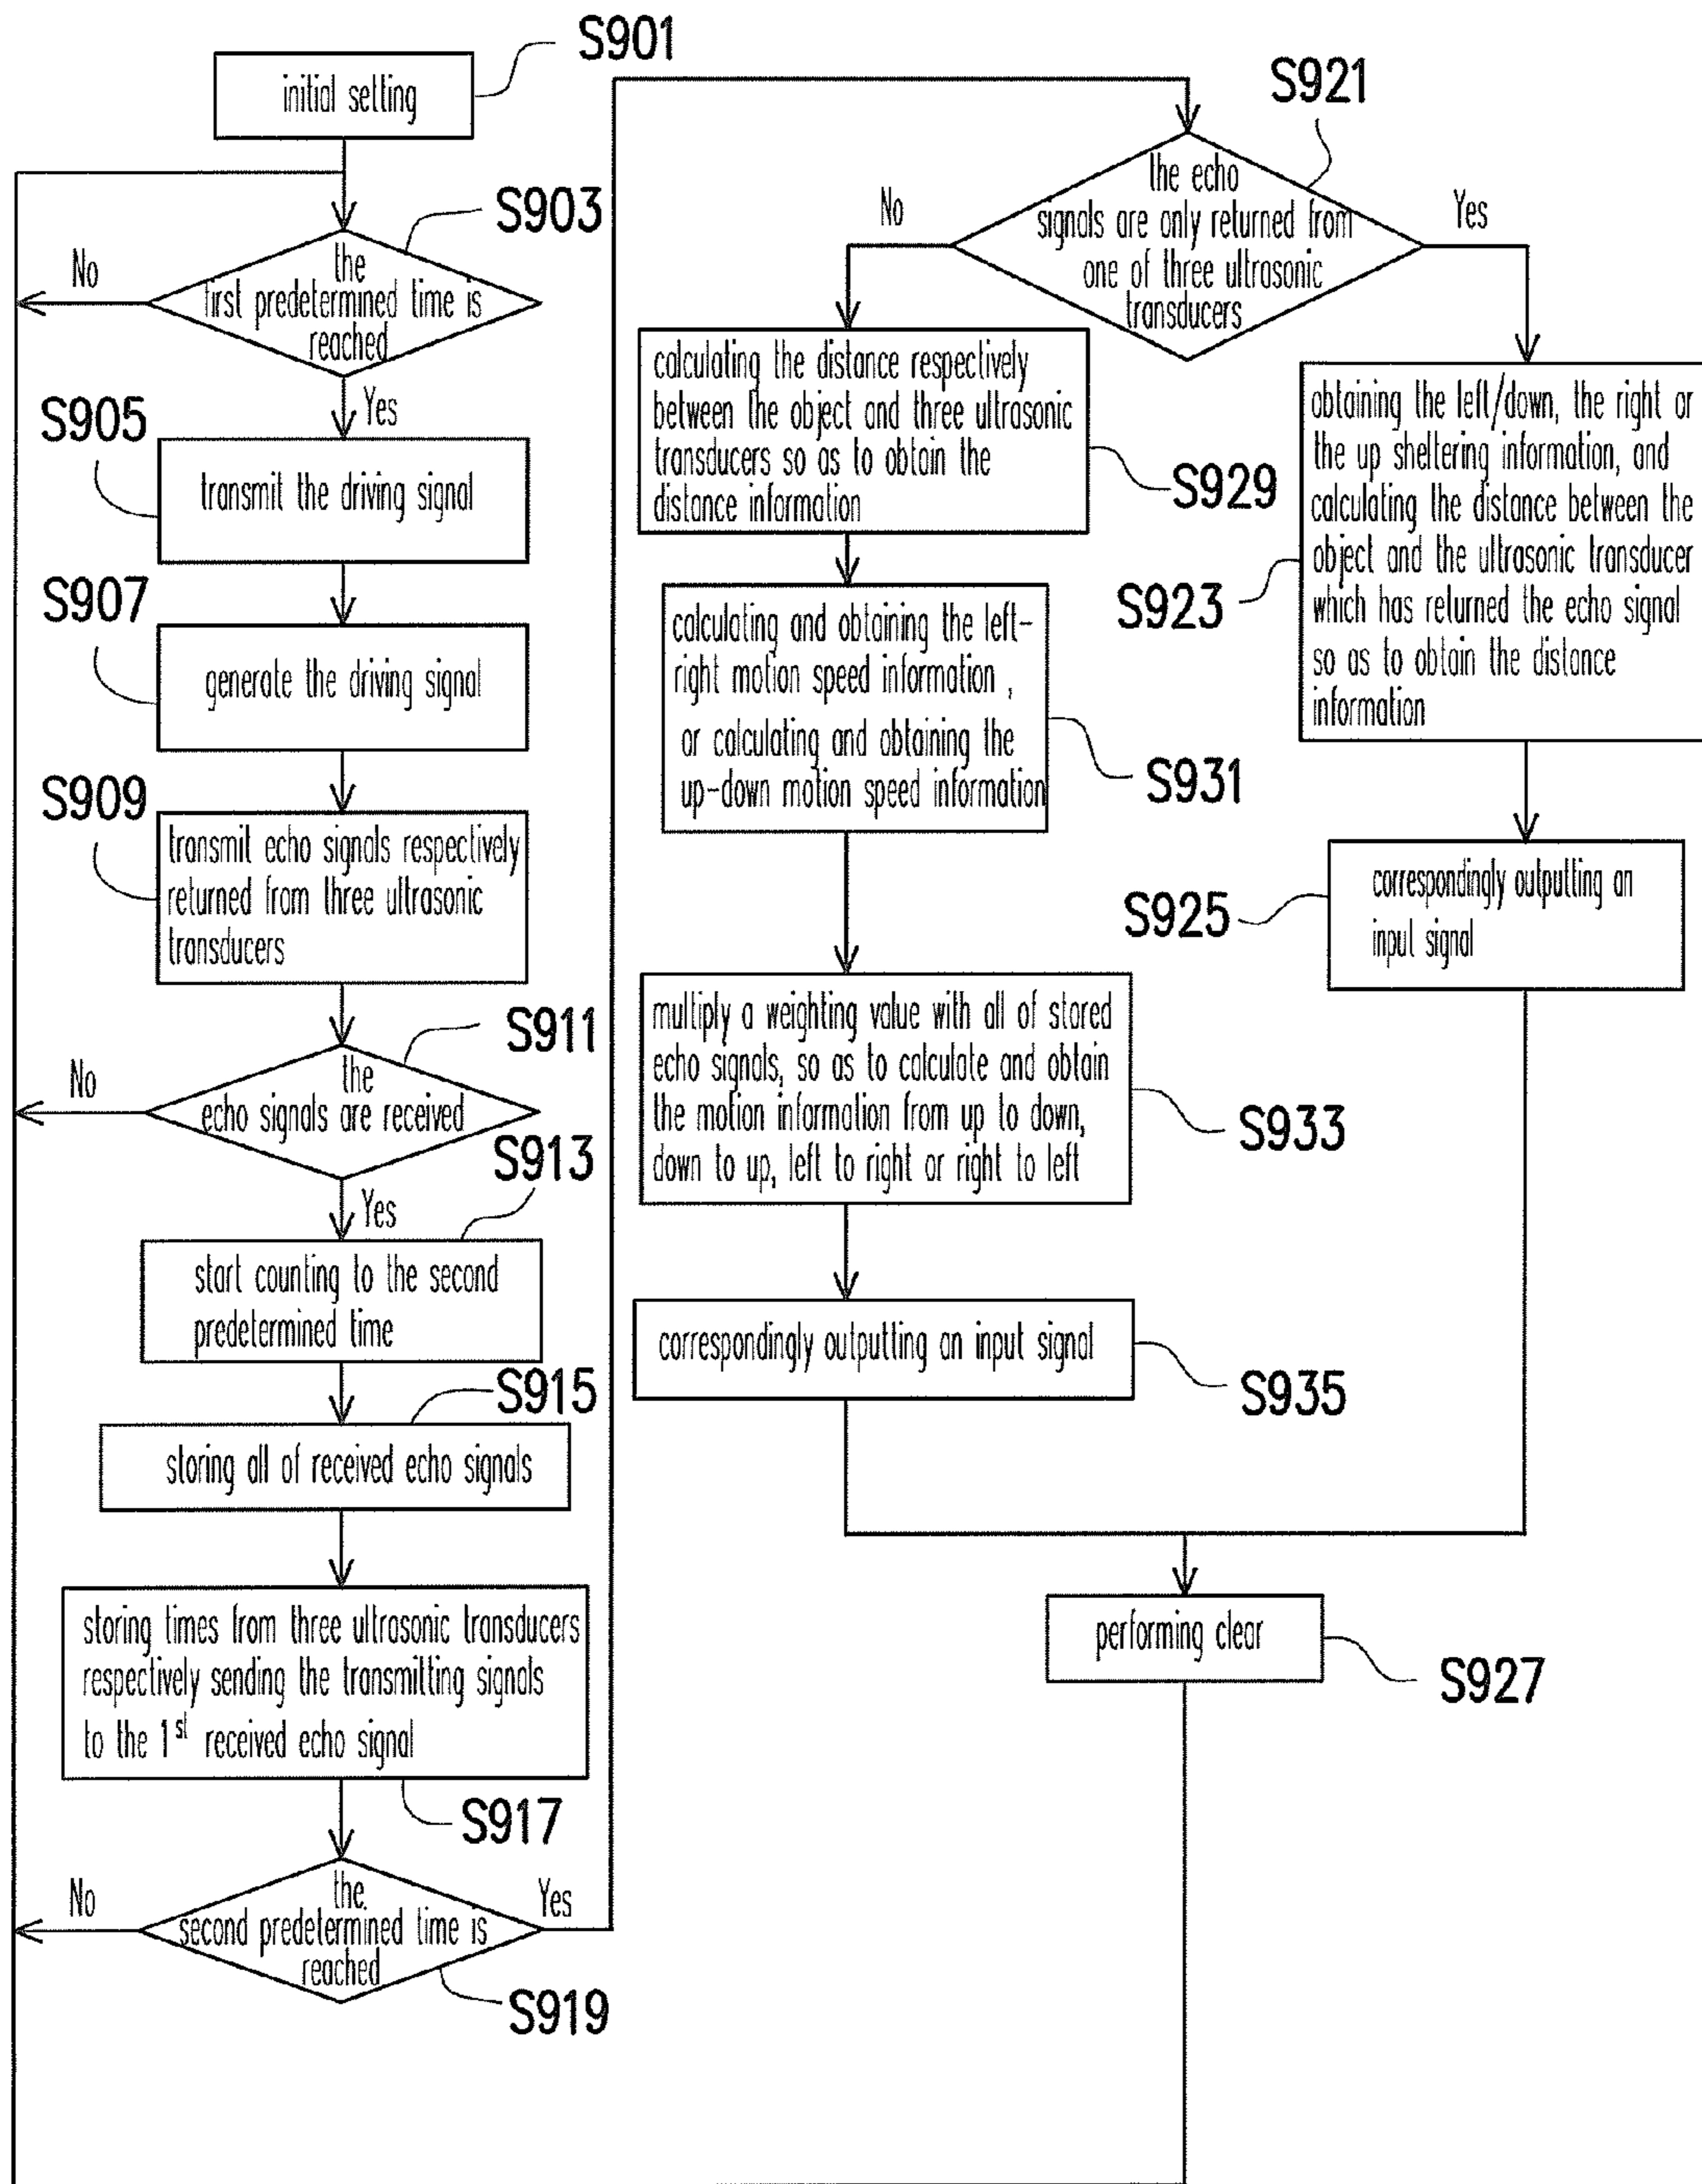 S901
initial setting
S903
the
first predetermined time is
reached
No
Yes
S905
transmit the driving signal
S907
generate the driving signal
S909
transmit echo signals respectively
returned from three ultrasonic
transducers
S911
the
echo signals are received
No
Yes
S913
start counting to the second
predetermined time
S915
storing all of received echo signals
storing times from three ultrasonic transducers
respectively sending the transmitting signals
to the 1st received echo signal
S917
No
the
second predetermined time is
reached
Yes
S919
S921
the echo
signals are only returned from
one of three ultrasonic
transducers
No
Yes
calculating the distance respectively
between the object and three ultrasonic
transducers so as to obtain the
distance information
S929
calculating and obtaining the left-
right motion speed information ,
or calculating and obtaining the
up-down motion speed information
S931
multiply a weighting value with all of stored
echo signals, so as to calculate and obtain
the motion information from up to down,
down to up, left to right or right to left
S933
correspondingly outputting an input signal
S935
obtaining the left/down, the right or
the up sheltering information, and
calculating the distance between the
object and the ultrasonic transducer
which has returned the echo signal
so as to obtain the distance
information
S923
correspondingly outputting an
input signal
S925
performing clear
S927